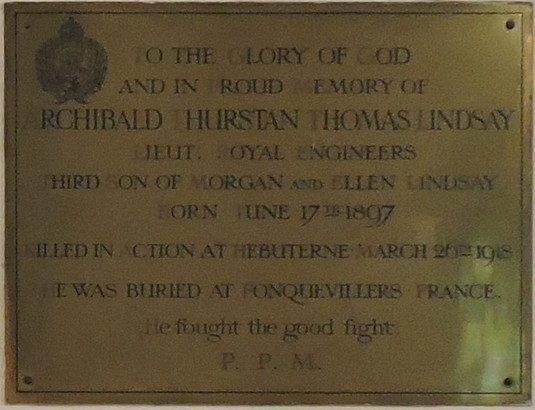 TO THE GLORY OF GOD
AND IN PROUD MEMORY OF
ARCHIBALD THURSTAN THOMAS LINDSAY
LIEUT. ROYAL ENGINEERS
THIRD SON OF MORGAN AND ELLEN LINDSAY
BORN JUNE 17TH 1897
KILLED IN ACTION AT HEBUTERNE MARCH 26TH 1918
HE WAS BURIED AT FONQUEVILLERS FRANCE.
He fought the good fight
P. P. M.